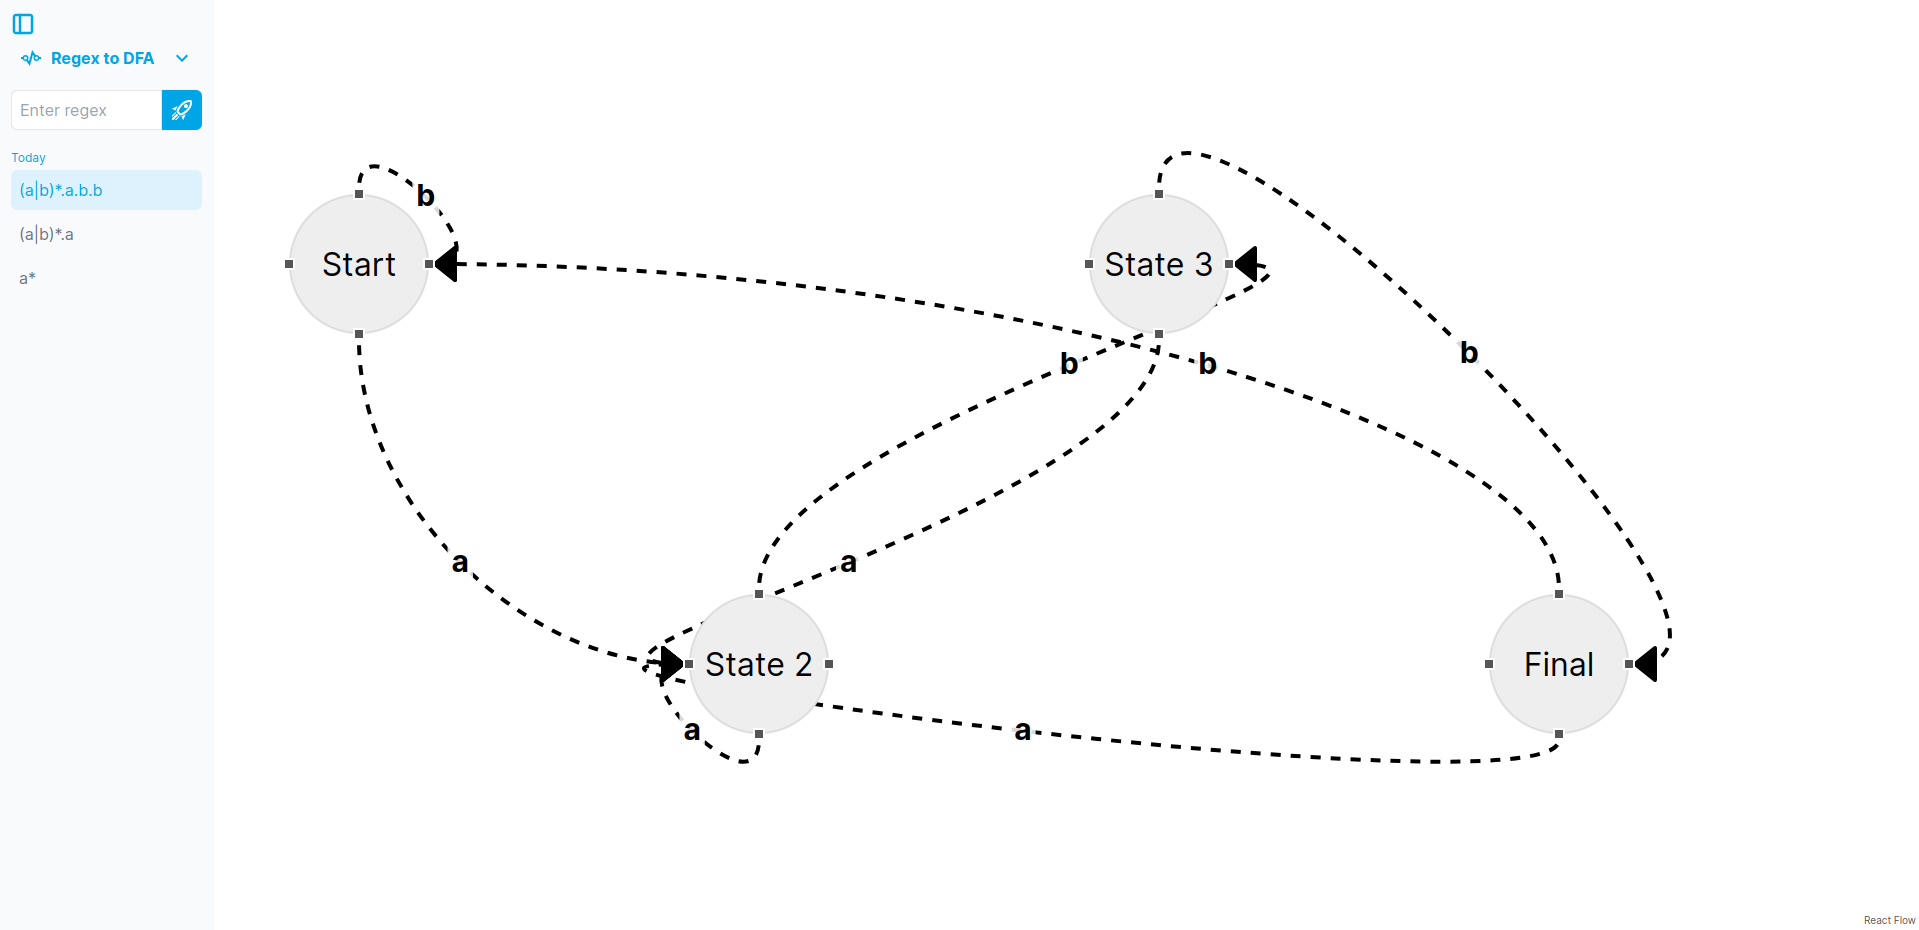 Regex to DFA
Enter regex
Today
(a|b)*.a.b.b
(a|b)*.a
a*
b
Start
State 3
b
b
b
a
a
State 2
Final
a
a
React Flow